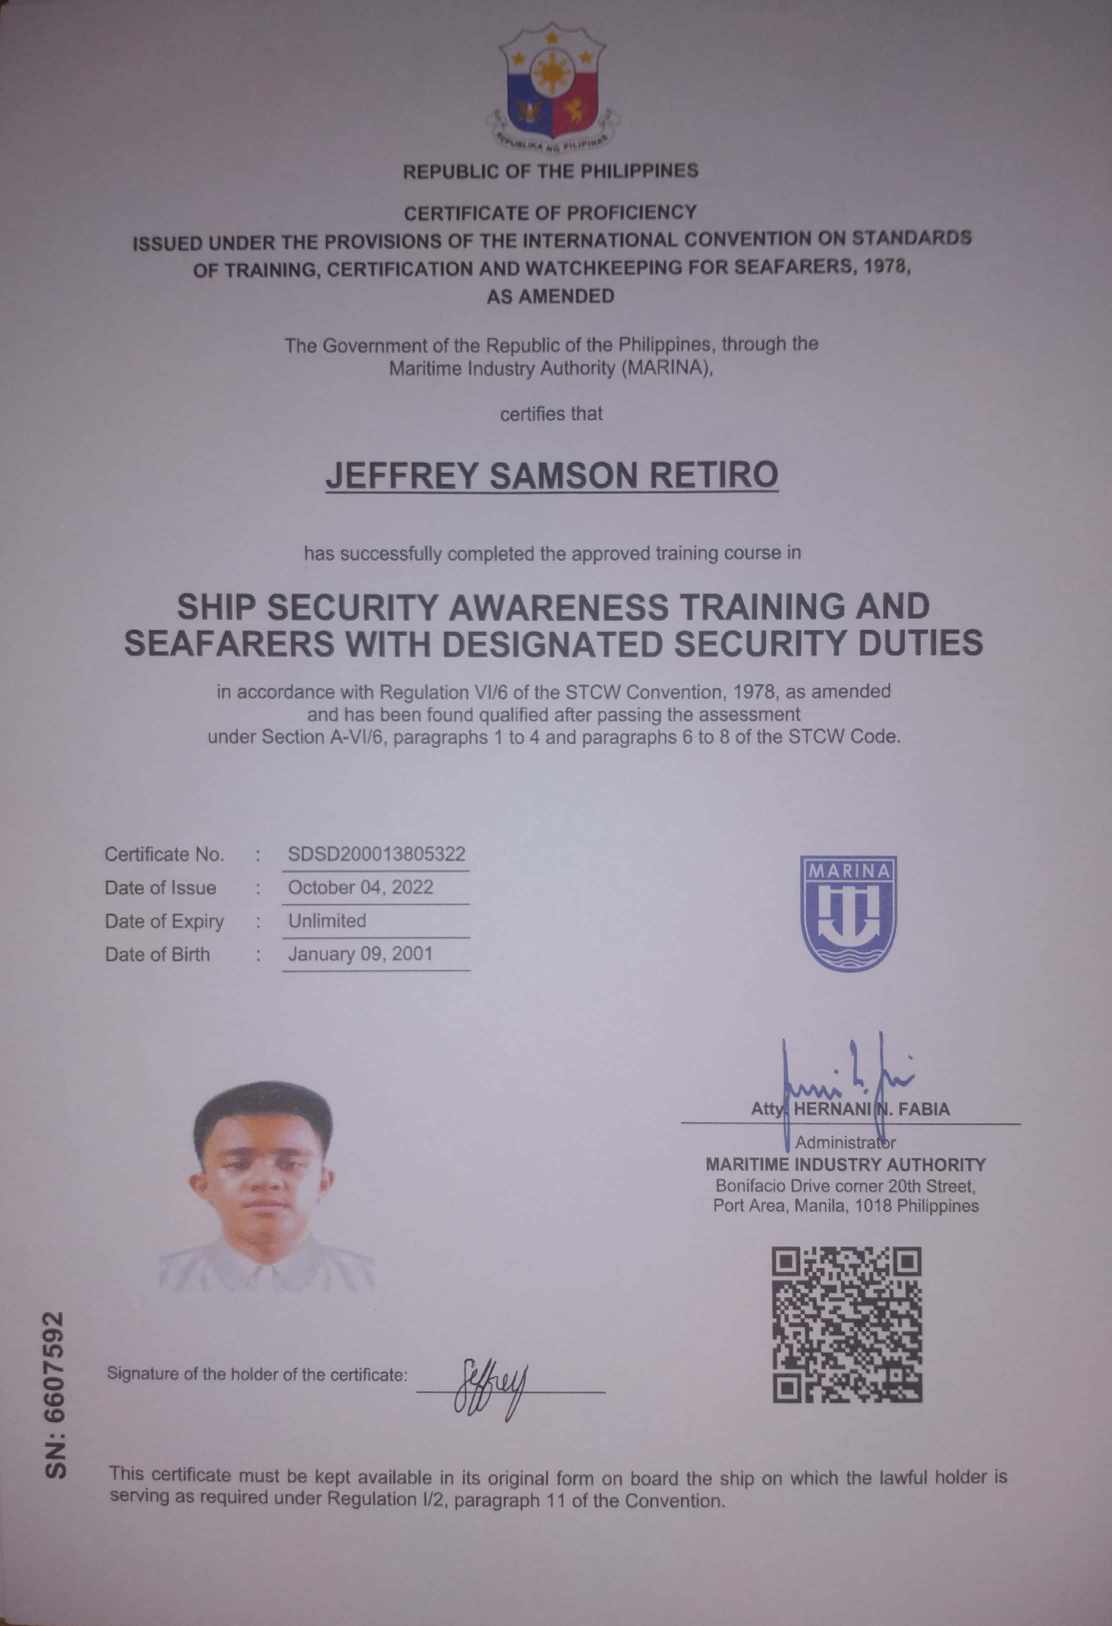 REPUBLIKA NG PILIPINAS
REPUBLIC OF THE PHILIPPINES
CERTIFICATE OF PROFICIENCY
ISSUED UNDER THE PROVISIONS OF THE INTERNATIONAL CONVENTION ON STANDARDS
OF TRAINING, CERTIFICATION AND WATCHKEEPING FOR SEAFARERS, 1978,
AS AMENDED
The Government of the Republic of the Philippines, through the
Maritime Industry Authority (MARINA),
certifies that
JEFFREY SAMSON RETIRO
has successfully completed the approved training course in
SHIP SECURITY AWARENESS TRAINING AND
SEAFARERS WITH DESIGNATED SECURITY DUTIES
in accordance with Regulation VI/6 of the STCW Convention, 1978, as amended
and has been found qualified after passing the assessment
under Section A-VI/6, paragraphs 1 to 4 and paragraphs 6 to 8 of the STCW Code.
Certificate No. : SDSD200013805322
Date of Issue : October 04, 2022
Date of Expiry : Unlimited
Date of Birth : January 09, 2001
MARINA
Atty. HERNANI N. FABIA
Administrator
MARITIME INDUSTRY AUTHORITY
Bonifacio Drive corner 20th Street,
Port Area, Manila, 1018 Philippines
Signature of the holder of the certificate: Jeffrey
SN: 6607592
This certificate must be kept available in its original form on board the ship on which the lawful holder is
serving as required under Regulation I/2, paragraph 11 of the Convention.